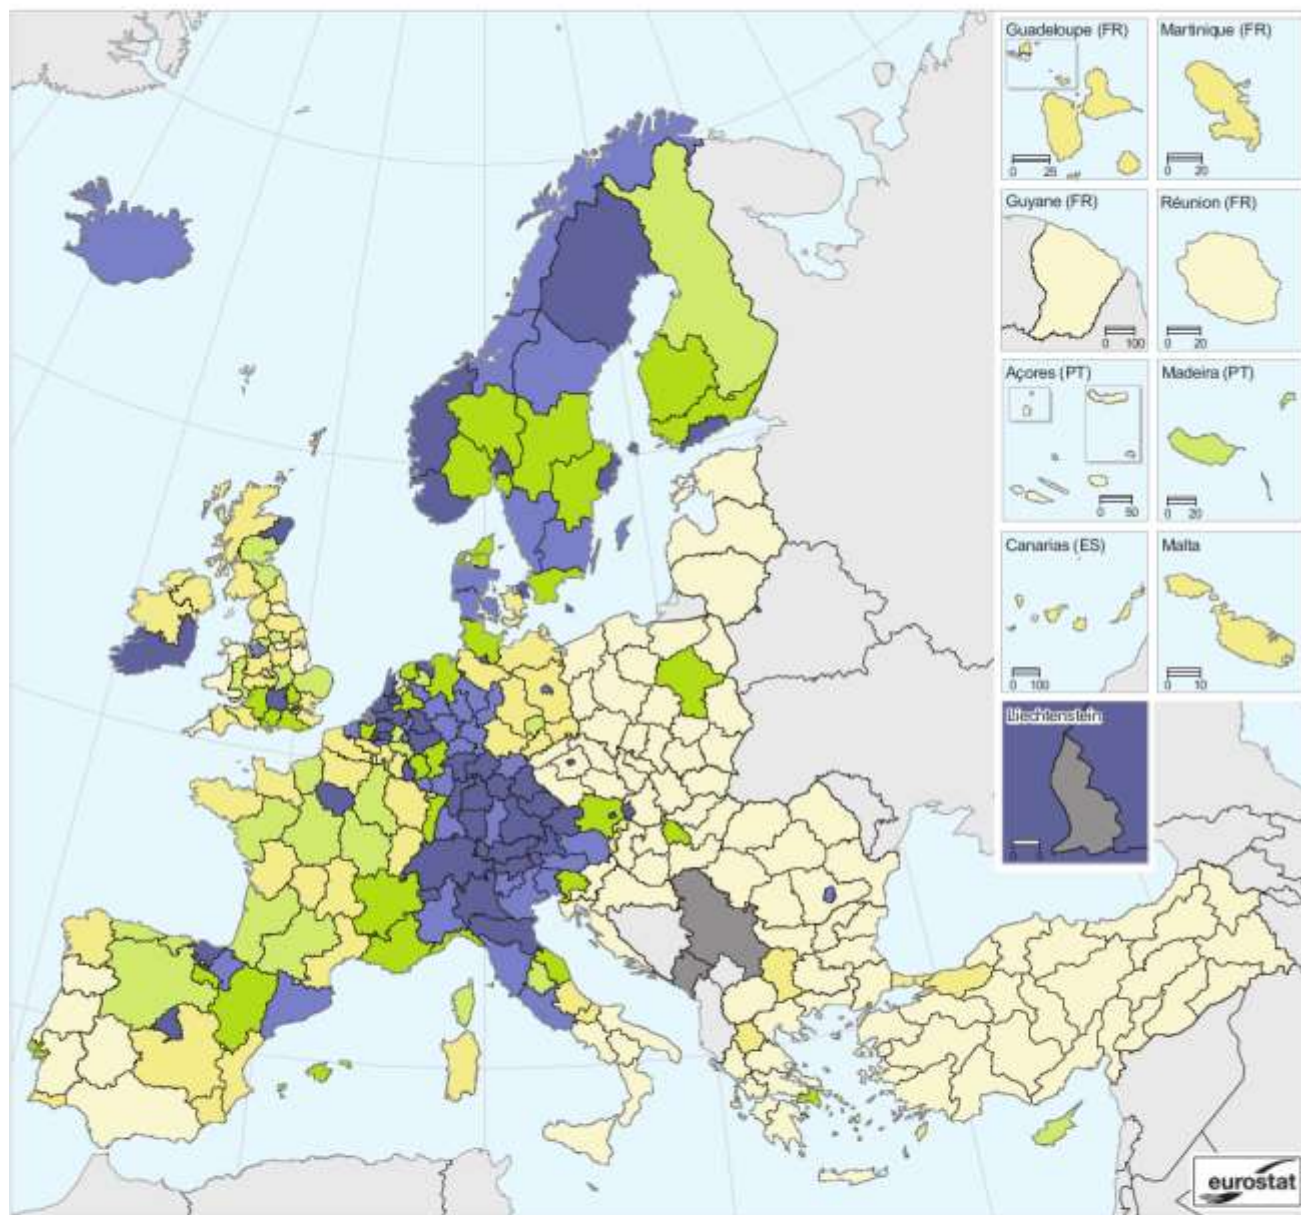 Guadeloupe (FR)
Martinique (FR)
0 25
0 20
Guyane (FR)
Réunion (FR)
0 100
0 20
Açores (PT)
Madeira (PT)
0 50
0 20
Canarias (ES)
Malta
0 100
0 10
Liechtenstein
eurostat